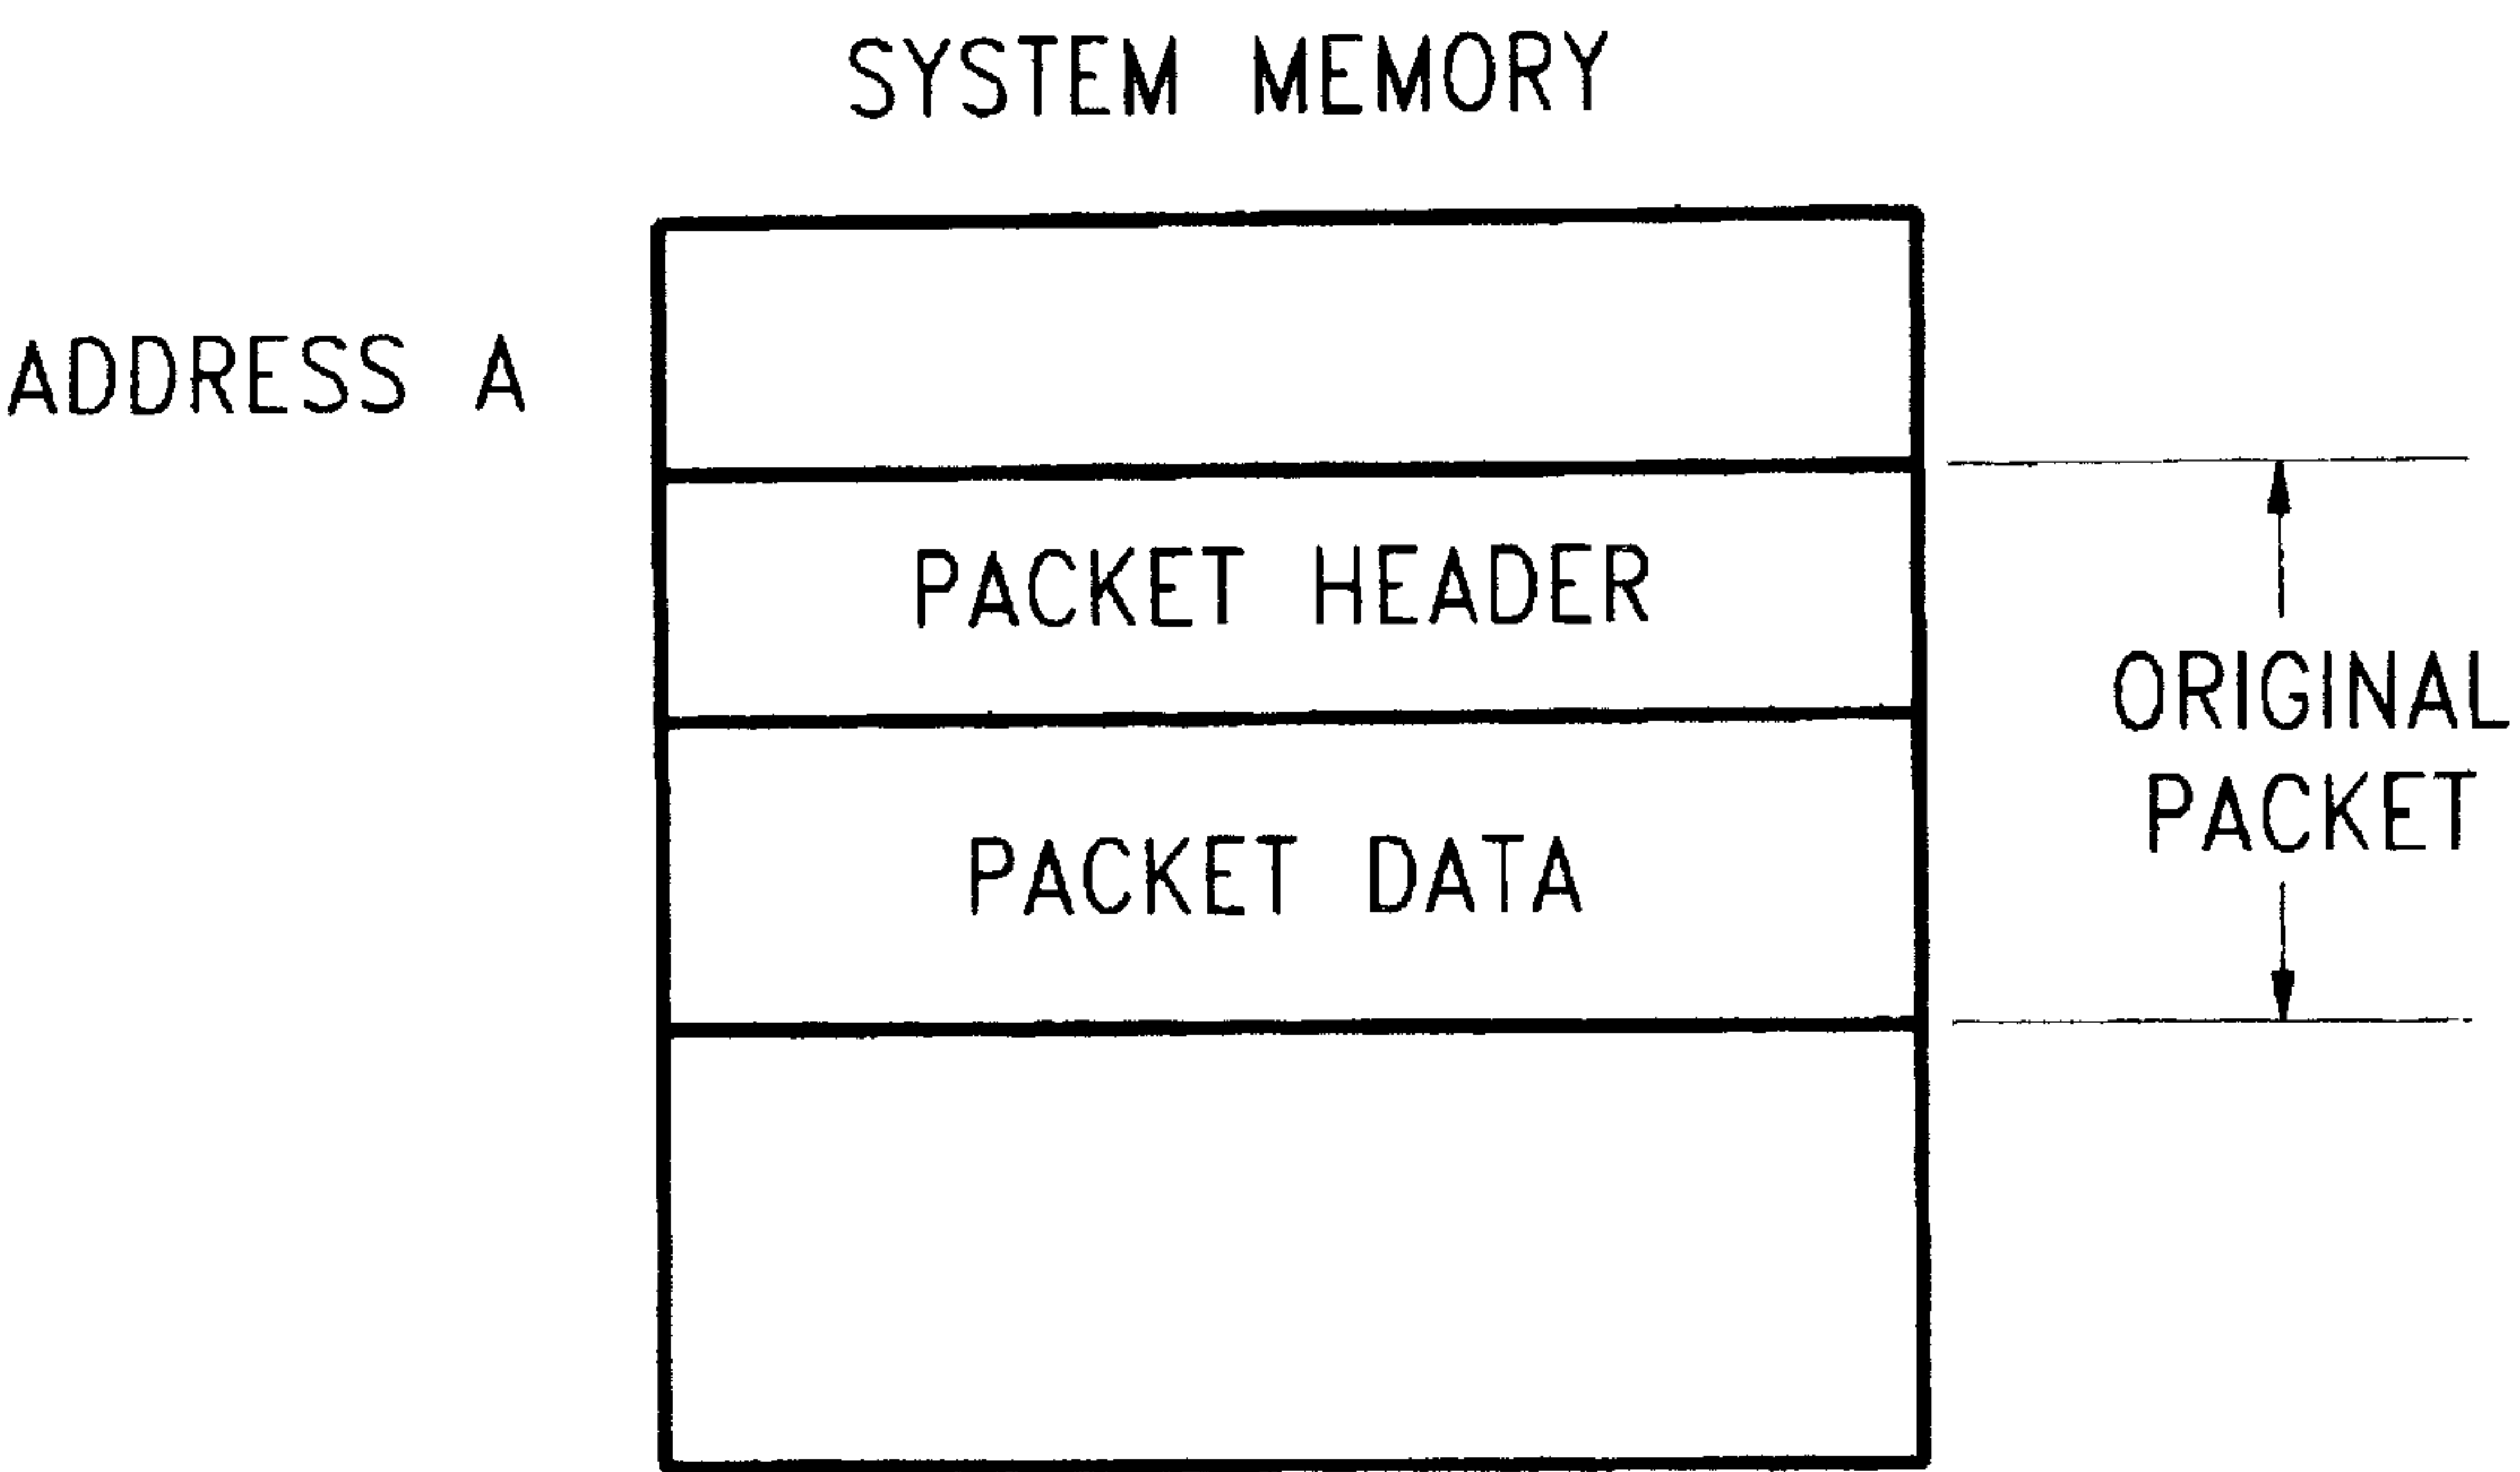 SYSTEM MEMORY
ADDRESS A
PACKET HEADER
PACKET DATA
ORIGINAL
PACKET